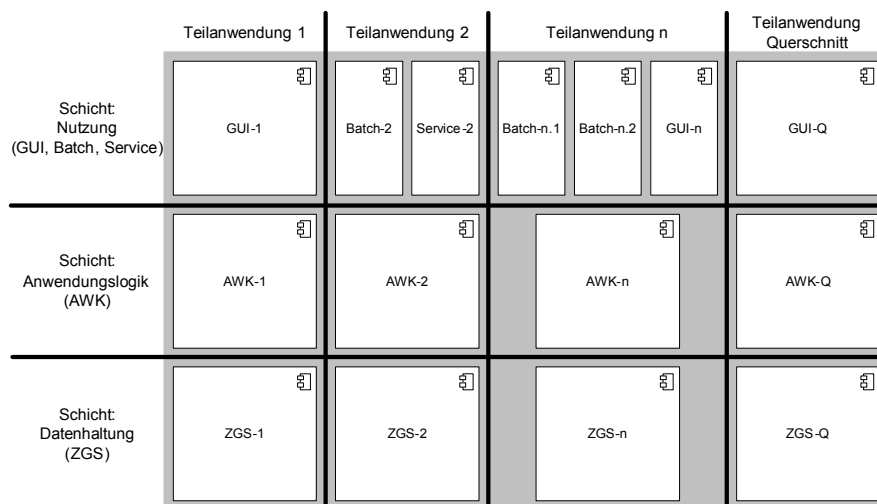 Teilanwendung 1
Teilanwendung 2
Teilanwendung n
Teilanwendung
Querschnitt
Schicht:
Nutzung
(GUI, Batch, Service)
GUI-1
Batch-2
Service-2
Batch-n.1
Batch-n.2
GUI-n
GUI-Q
Schicht:
Anwendungslogik
(AWK)
AWK-1
AWK-2
AWK-n
AWK-Q
Schicht:
Datenhaltung
(ZGS)
ZGS-1
ZGS-2
ZGS-n
ZGS-Q